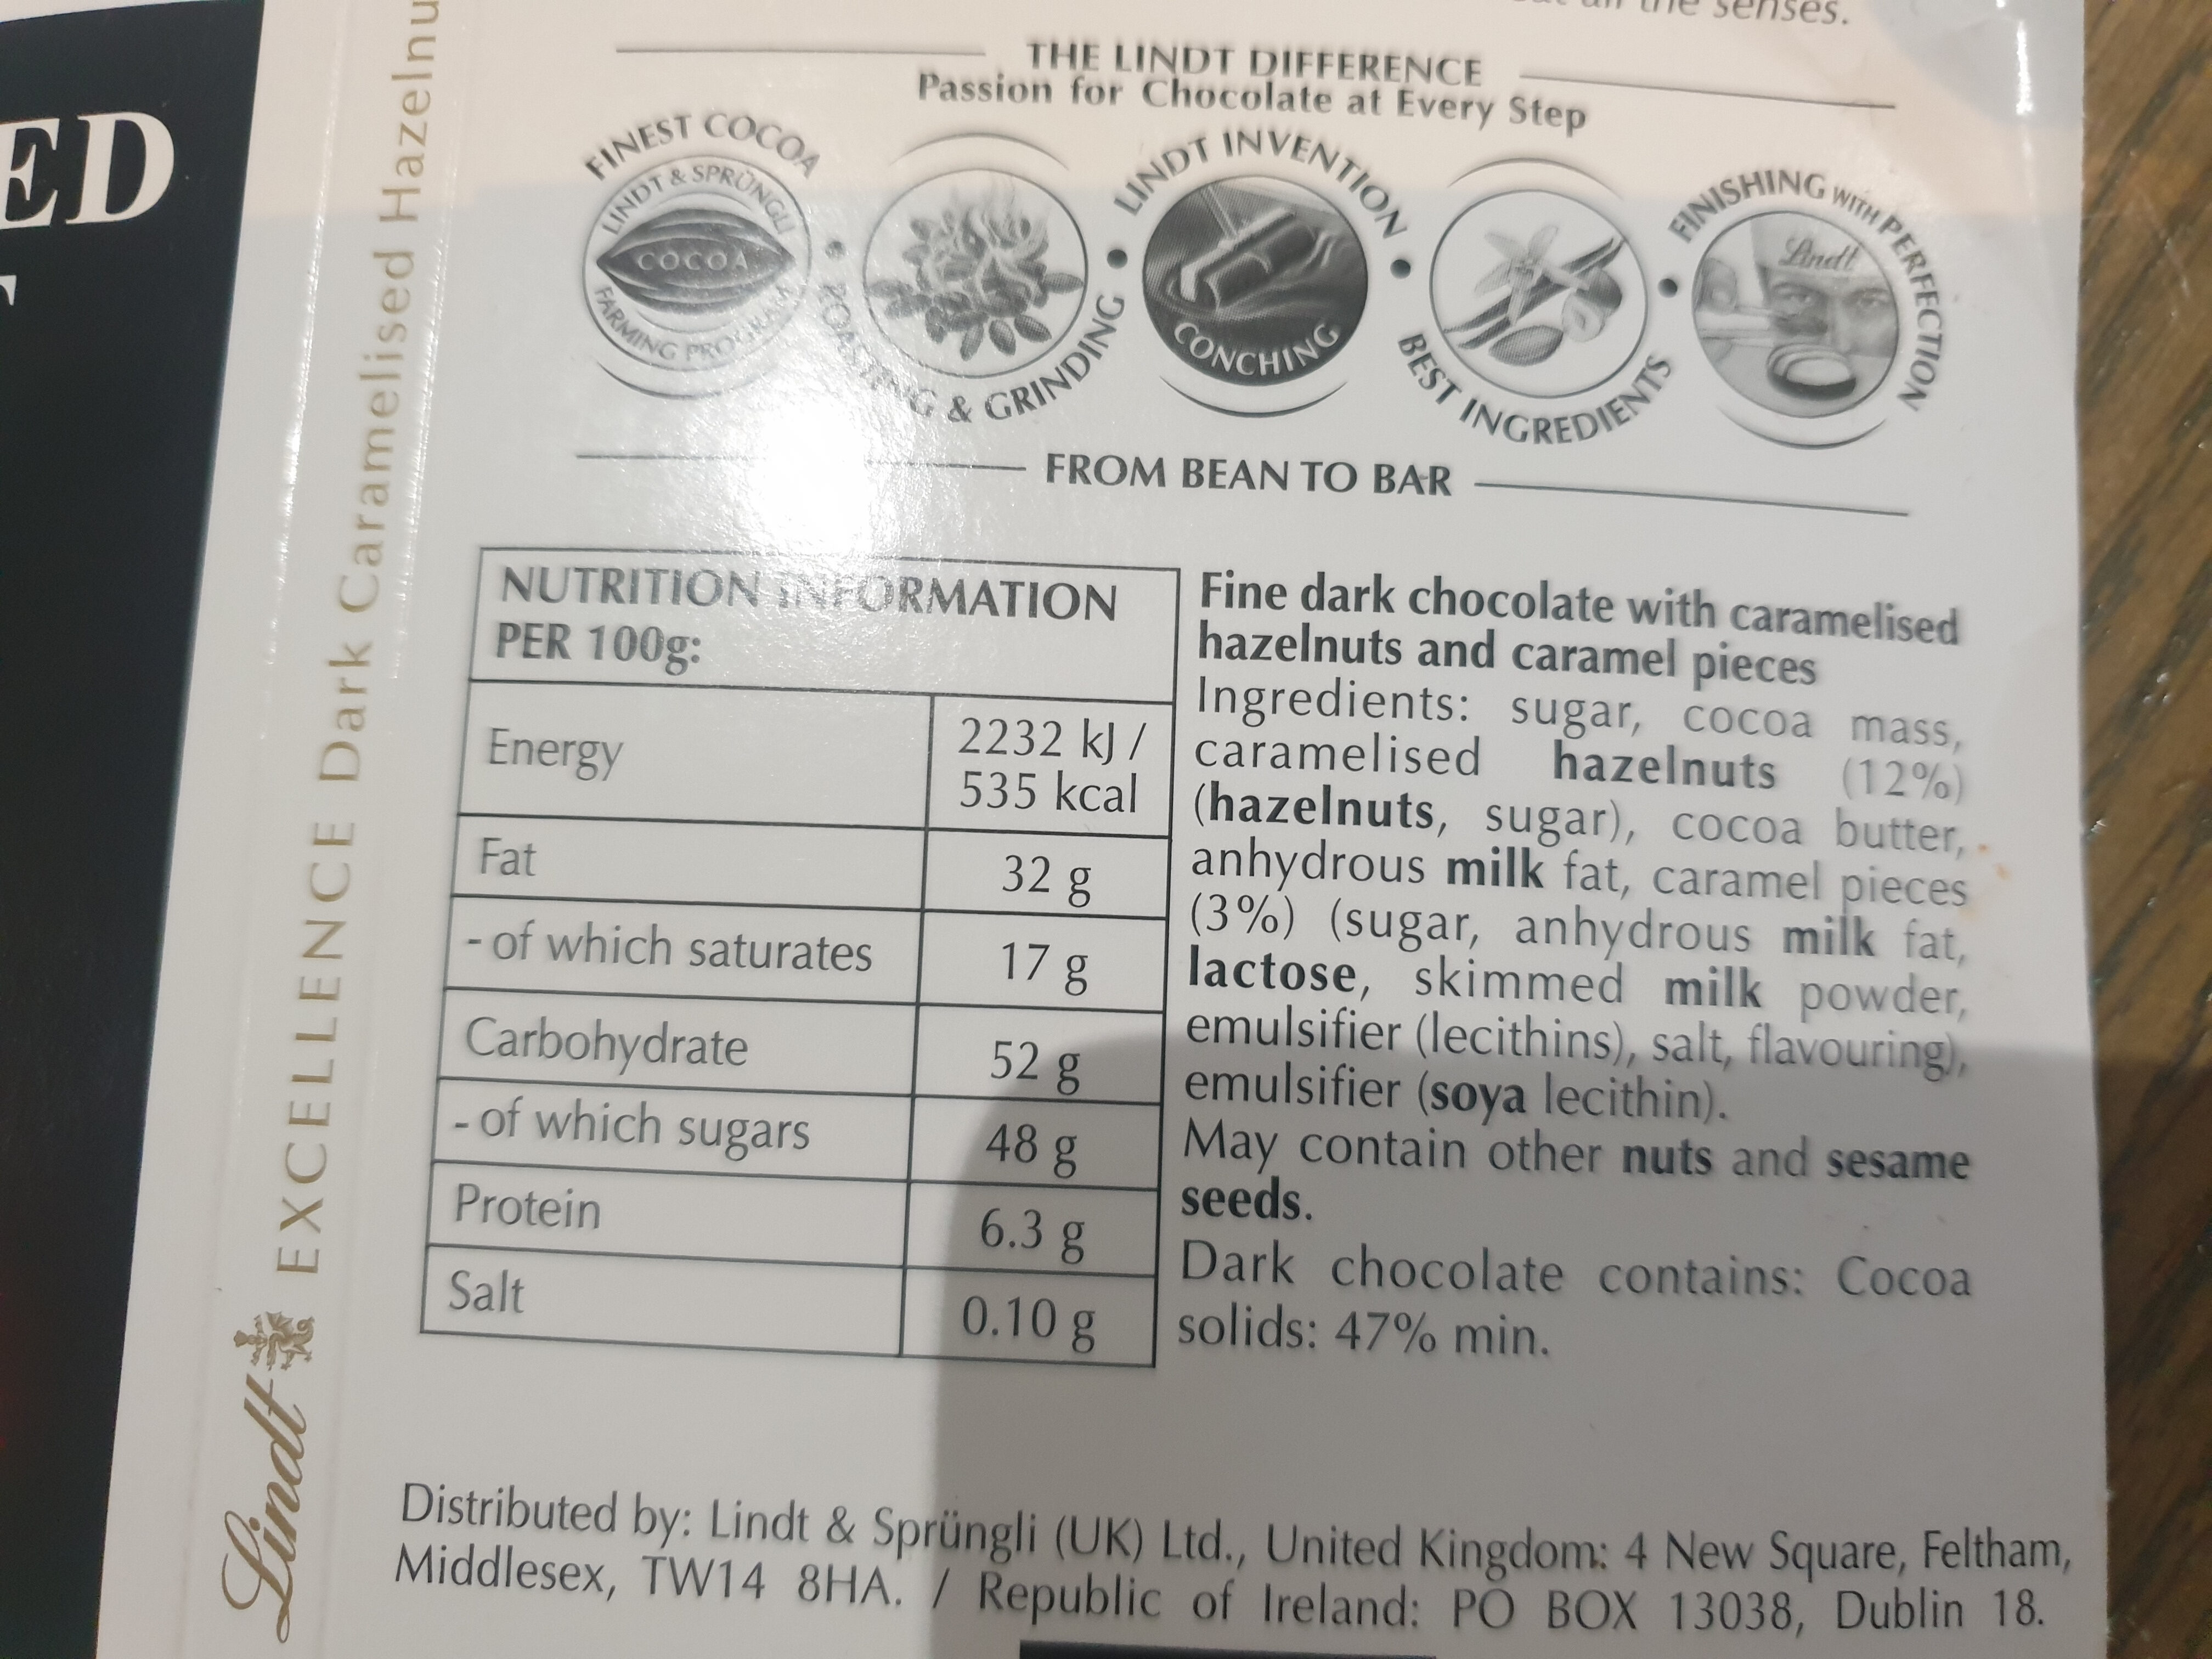 all the senses.
THE LINDT DIFFERENCE
Passion for Chocolate at Every Step
FINEST COCOA
LINDT & SPRÜNGLI
COCOA
FARMING PROGRAM
ROASTING & GRINDING
LINDT INVENTION
CONCHING
BEST INGREDIENTS
FINISHING WITH PERFECTION
Lindt
FROM BEAN TO BAR
NUTRITION INFORMATION
PER 100g:
Energy 2232 kJ /
535 kcal
Fat 32 g
- of which saturates 17 g
Carbohydrate 52 g
- of which sugars 48 g
Protein 6.3 g
Salt 0.10 g
Fine dark chocolate with caramelised
hazelnuts and caramel pieces
Ingredients: sugar, cocoa mass,
caramelised hazelnuts (12%)
(hazelnuts, sugar), cocoa butter,
anhydrous milk fat, caramel pieces
(3%) (sugar, anhydrous milk fat,
lactose, skimmed milk powder,
emulsifier (lecithins), salt, flavouring),
emulsifier (soya lecithin).
May contain other nuts and sesame
seeds.
Dark chocolate contains: Cocoa
solids: 47% min.
Distributed by: Lindt & Sprüngli (UK) Ltd., United Kingdom: 4 New Square, Feltham,
Middlesex, TW14 8HA. / Republic of Ireland: PO BOX 13038, Dublin 18.
Lindt EXCELLENCE Dark Caramelised Hazelnu
ED